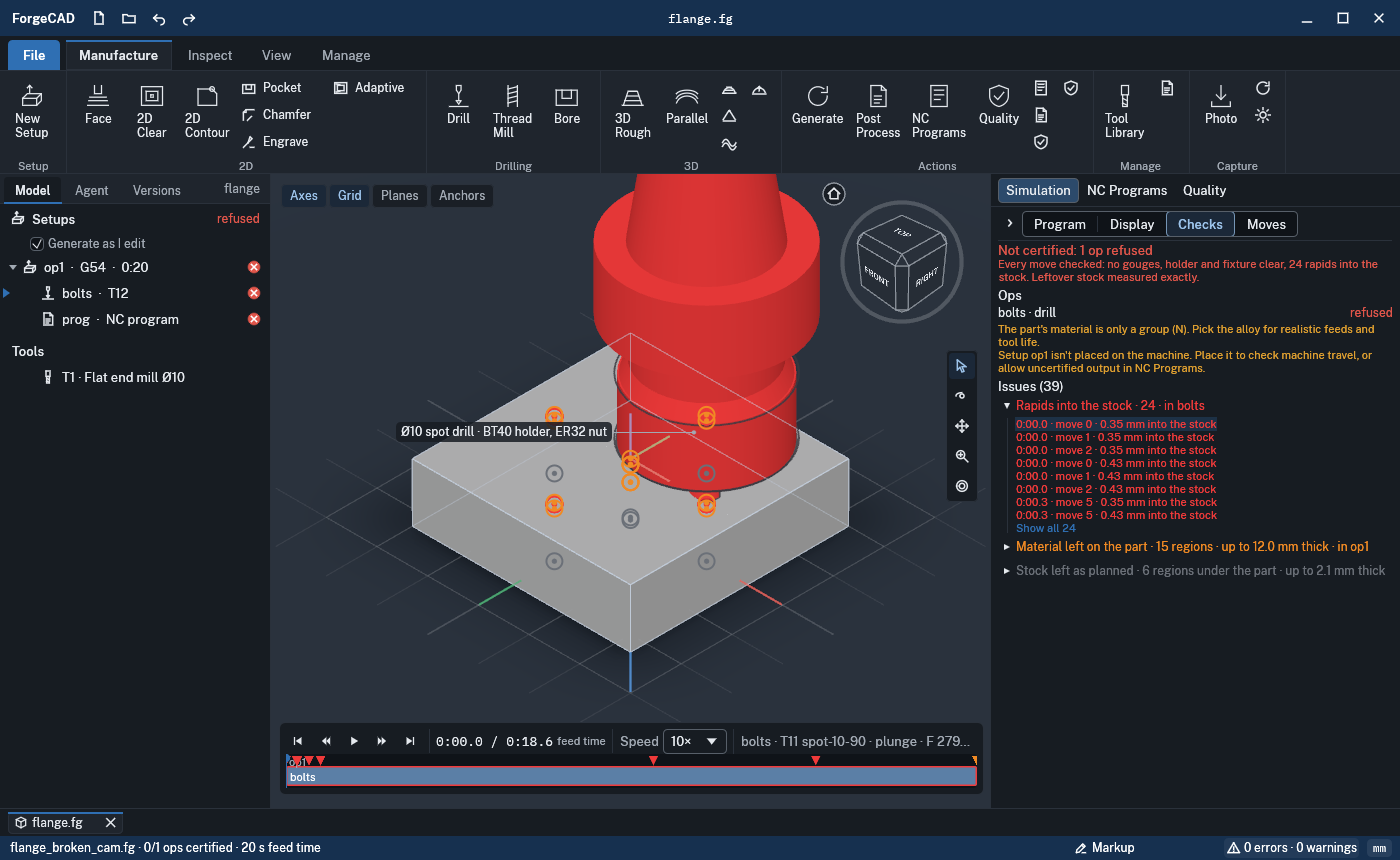 ForgeCAD
flange.fg
File
Manufacture
Inspect
View
Manage
New Setup
Face
2D Clear
2D Contour
Pocket
Chamfer
Engrave
Adaptive
Drill
Thread Mill
Bore
3D Rough
Parallel
Generate
Post Process
NC Programs
Quality
Tool Library
Photo
Setup
2D
Drilling
3D
Actions
Manage
Capture
Model
Agent
Versions
flange
Setups
refused
Generate as I edit
op1 · G54 · 0:20
bolts · T12
prog · NC program
Tools
T1 · Flat end mill Ø10
Axes
Grid
Planes
Anchors
TOP
FRONT
RIGHT
Ø10 spot drill · BT40 holder, ER32 nut
0:00.0 / 0:18.6 feed time
Speed
10×
bolts · T11 spot-10-90 · plunge · F 279...
op1
bolts
Simulation
NC Programs
Quality
Program
Display
Checks
Moves
Not certified: 1 op refused
Every move checked: no gouges, holder and fixture clear, 24 rapids into the
stock. Leftover stock measured exactly.
Ops
bolts · drill
refused
The part's material is only a group (N). Pick the alloy for realistic feeds and
tool life.
Setup op1 isn't placed on the machine. Place it to check machine travel, or
allow uncertified output in NC Programs.
Issues (39)
Rapids into the stock · 24 · in bolts
0:00.0 · move 0 · 0.35 mm into the stock
0:00.0 · move 1 · 0.35 mm into the stock
0:00.0 · move 2 · 0.35 mm into the stock
0:00.0 · move 0 · 0.43 mm into the stock
0:00.0 · move 1 · 0.43 mm into the stock
0:00.0 · move 2 · 0.43 mm into the stock
0:00.3 · move 5 · 0.35 mm into the stock
0:00.3 · move 5 · 0.43 mm into the stock
Show all 24
Material left on the part · 15 regions · up to 12.0 mm thick · in op1
Stock left as planned · 6 regions under the part · up to 2.1 mm thick
flange.fg
flange_broken_cam.fg · 0/1 ops certified · 20 s feed time
Markup
0 errors · 0 warnings
mm